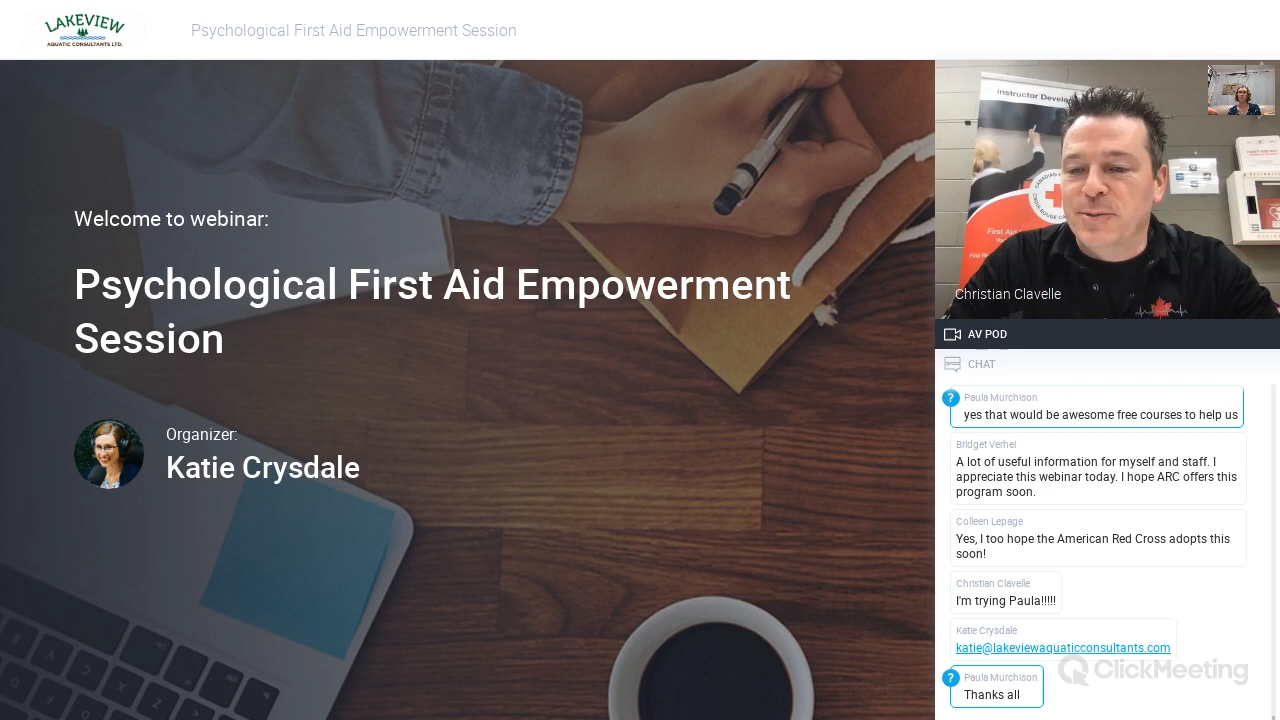 LAKEVIEW
AQUATIC CONSULTANTS LTD.
Psychological First Aid Empowerment Session
Welcome to webinar:
Psychological First Aid Empowerment
Session
Organizer:
Katie Crysdale
Instructor Develop
First Aid
Christian Clavelle
AV POD
CHAT
?
Paula Murchison
yes that would be awesome free courses to help us
Bridget Verhei
A lot of useful information for myself and staff. I
appreciate this webinar today. I hope ARC offers this
program soon.
Colleen Lepage
Yes, I too hope the American Red Cross adopts this
soon!
Christian Clavelle
I'm trying Paula!!!!!
Katie Crysdale
katie@lakeviewaquaticconsultants.com
ClickMeeting
?
Paula Murchison
Thanks all